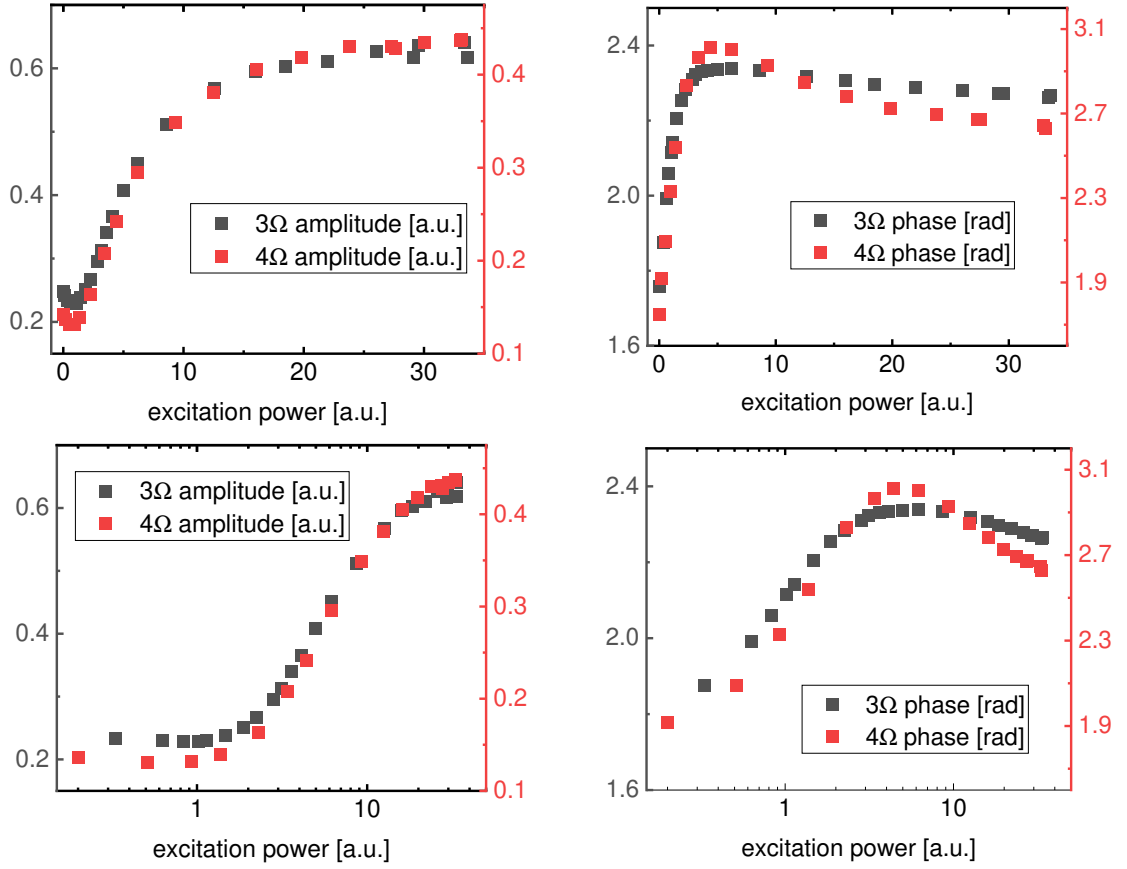 0.6
0.4
0.2
0.4
0.3
0.2
0.1
3Ω amplitude [a.u.]
4Ω amplitude [a.u.]
0 10 20 30
excitation power [a.u.]
2.4
2.0
1.6
3.1
2.7
2.3
1.9
3Ω phase [rad]
4Ω phase [rad]
0 10 20 30
excitation power [a.u.]
0.6
0.4
0.2
0.4
0.3
0.2
0.1
3Ω amplitude [a.u.]
4Ω amplitude [a.u.]
1 10
excitation power [a.u.]
2.4
2.0
1.6
3.1
2.7
2.3
1.9
3Ω phase [rad]
4Ω phase [rad]
1 10
excitation power [a.u.]